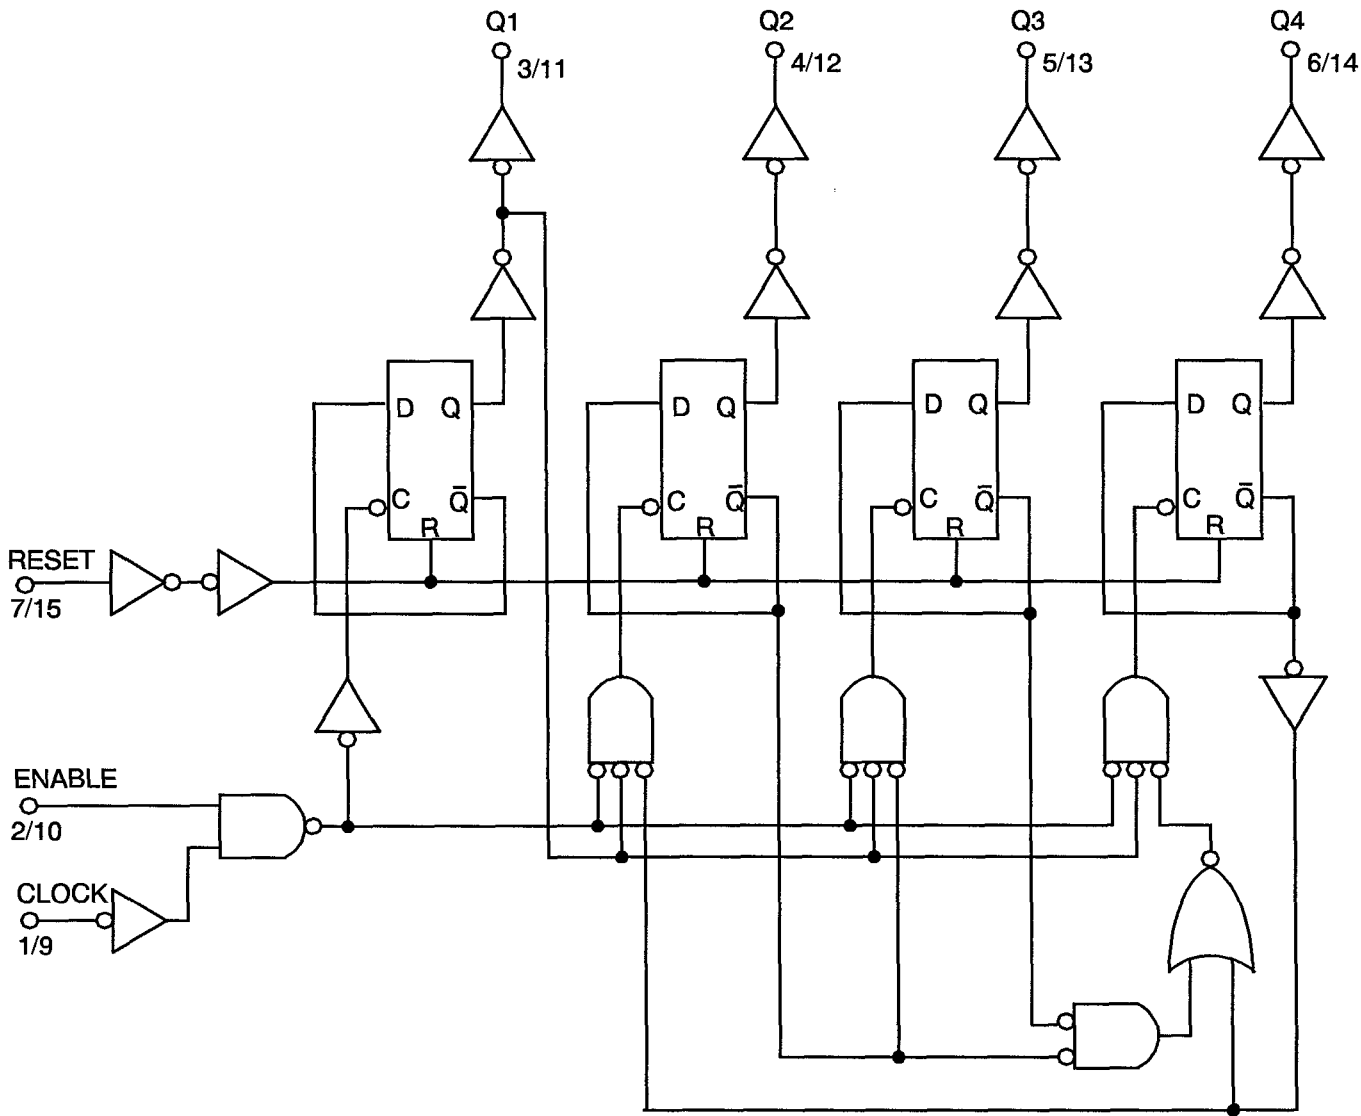 Q1 Q2 Q3 Q4
3/11 4/12 5/13 6/14
D Q D Q D Q D Q
C Q̅ C Q̅ C Q̅ C Q̅
R R R R
RESET
7/15
ENABLE
2/10
CLOCK
1/9